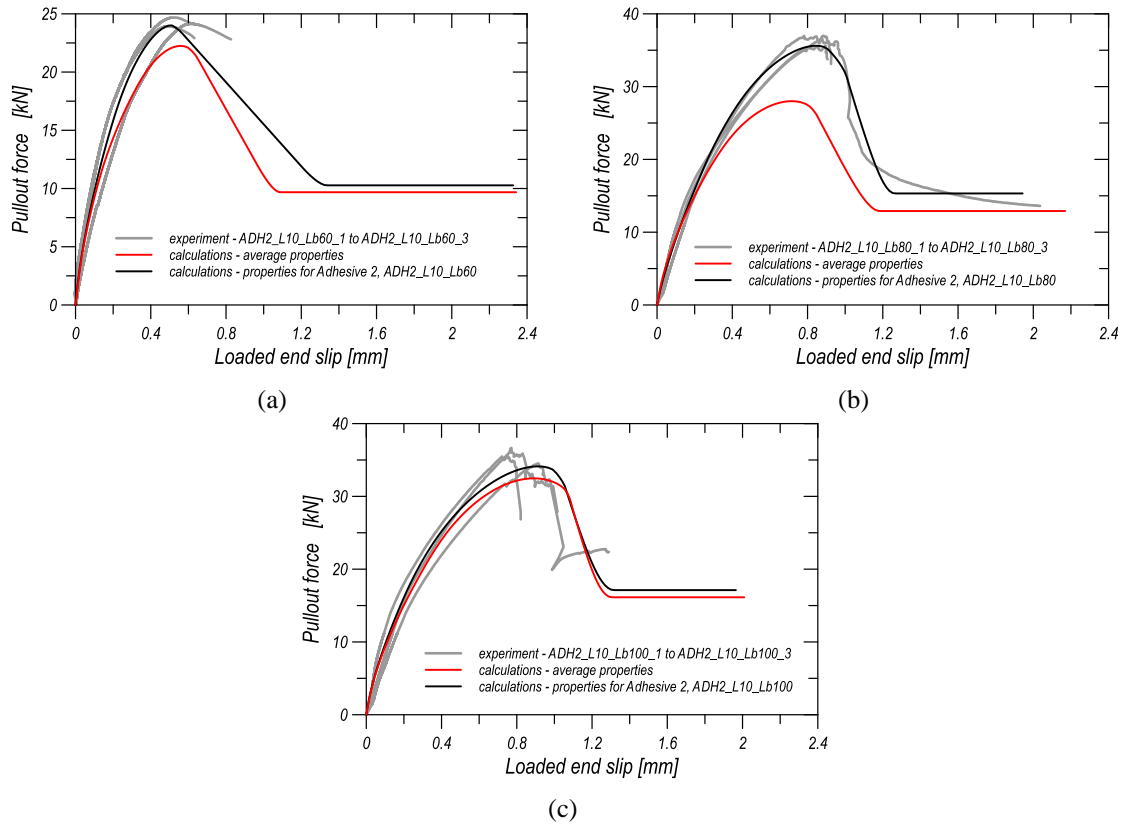 25
20
15
10
5
0
Pullout force [kN]
experiment - ADH2_L10_Lb60_1 to ADH2_L10_Lb60_3
calculations - average properties
calculations - properties for Adhesive 2, ADH2_L10_Lb60
0 0.4 0.8 1.2 1.6 2 2.4
Loaded end slip [mm]
(a)
40
30
20
10
0
Pullout force [kN]
experiment - ADH2_L10_Lb80_1 to ADH2_L10_Lb80_3
calculations - average properties
calculations - properties for Adhesive 2, ADH2_L10_Lb80
0 0.4 0.8 1.2 1.6 2 2.4
Loaded end slip [mm]
(b)
40
30
20
10
0
Pullout force [kN]
experiment - ADH2_L10_Lb100_1 to ADH2_L10_Lb100_3
calculations - average properties
calculations - properties for Adhesive 2, ADH2_L10_Lb100
0 0.4 0.8 1.2 1.6 2 2.4
Loaded end slip [mm]
(c)